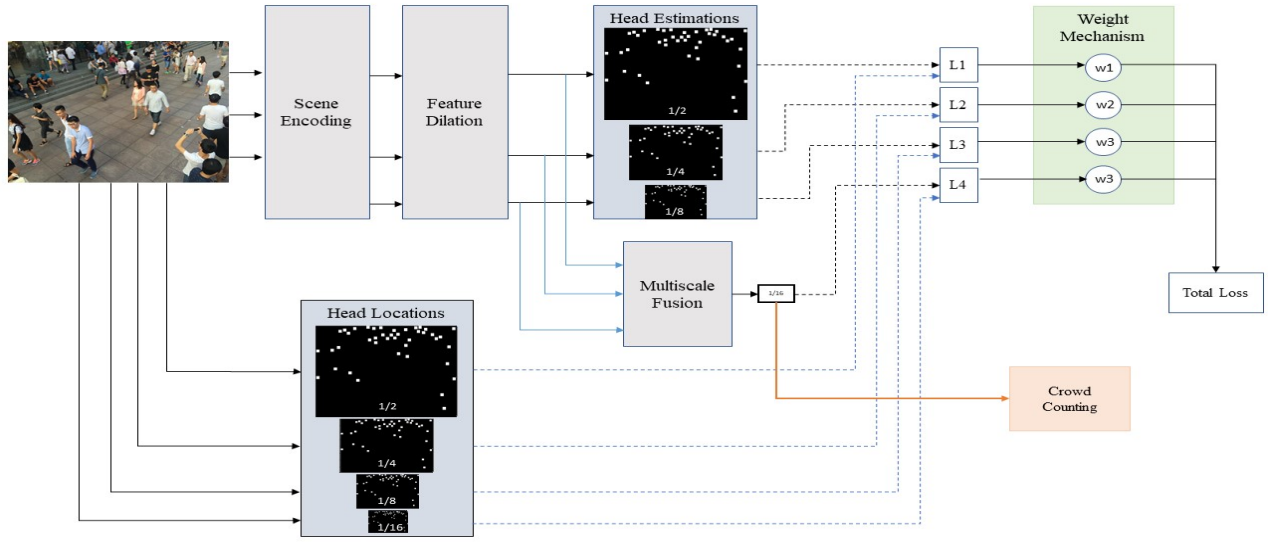 Scene
Encoding
Feature
Dilation
Head Estimations
1/2
1/4
1/8
Multiscale
Fusion
1/16
L1
L2
L3
L4
Weight
Mechanism
w1
w2
w3
w3
Total Loss
Crowd
Counting
Head Locations
1/2
1/4
1/8
1/16